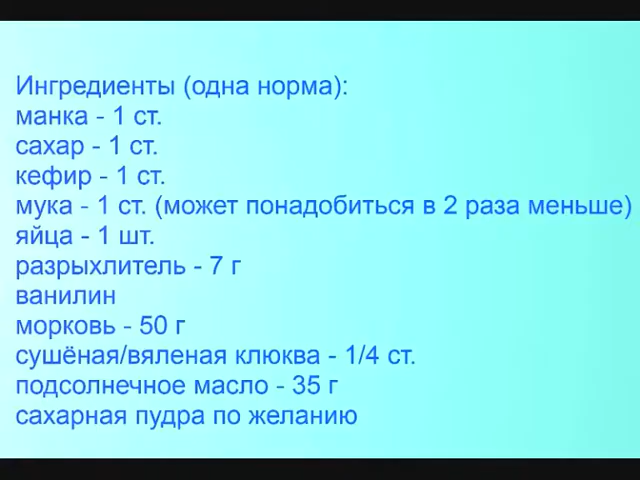 Ингредиенты (одна норма):
манка - 1 ст.
сахар - 1 ст.
кефир - 1 ст.
мука - 1 ст. (может понадобиться в 2 раза меньше)
яйца - 1 шт.
разрыхлитель - 7 г
ванилин
морковь - 50 г
сушёная/вяленая клюква - 1/4 ст.
подсолнечное масло - 35 г
сахарная пудра по желанию